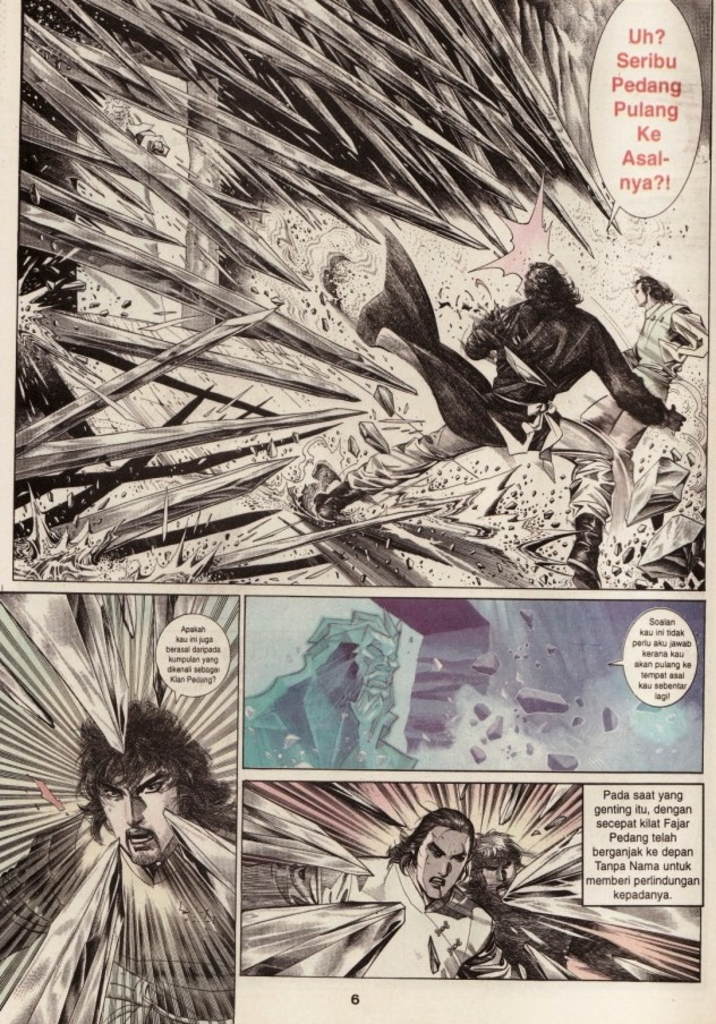 Uh?
Seribu
Pedang
Pulang
Ke
Asal-
nya?!
Apakah
kau ini juga
berasal daripada
kumpulan yang
dikenali sebagai
Klan Pedang?
Soalan
kau ini tidak
perlu aku jawab
kerana kau
akan pulang ke
tempat asal
kau sebentar
lagi!
Pada saat yang
genting itu, dengan
secepat kilat Fajar
Pedang telah
berganjak ke depan
Tanpa Nama untuk
memberi perlindungan
kepadanya.
6